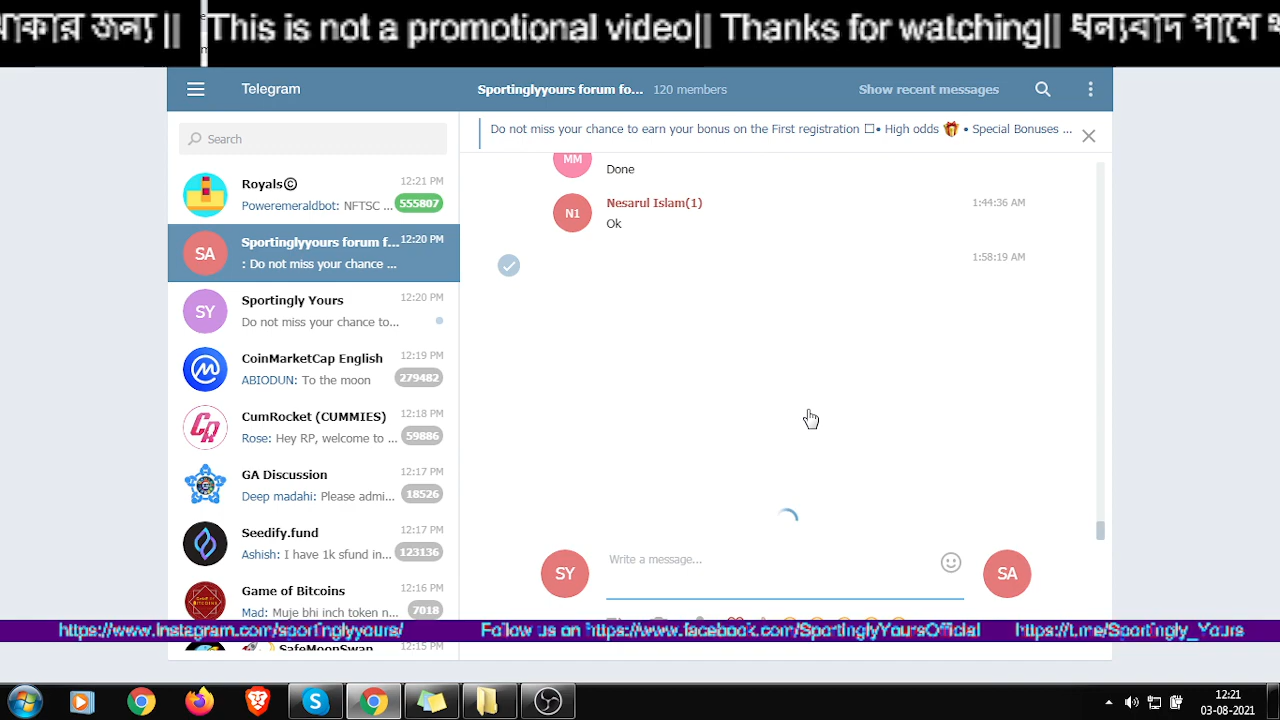 থাকার জন্য || This is not a promotional video|| Thanks for watching|| ধন্যবাদ পাশে
Telegram
Sportinglyyours forum fo... 120 members
Show recent messages
Search
Do not miss your chance to earn your bonus on the First registration □• High odds 🎁 • Special Bonuses ...
MM
Done
Royals© 12:21 PM
Poweremeraldbot: NFTSC ... 555807
N1
Nesarul Islam(1) 1:44:36 AM
Ok
SA
Sportinglyyours forum f... 12:20 PM
: Do not miss your chance ...
1:58:19 AM
SY
Sportingly Yours 12:20 PM
Do not miss your chance to...
CoinMarketCap English 12:19 PM
ABIODUN: To the moon 279482
CR
CumRocket (CUMMIES) 12:18 PM
Rose: Hey RP, welcome to ... 59886
GA Discussion 12:17 PM
Deep madahi: Please admi... 18526
Seedify.fund 12:17 PM
Ashish: I have 1k sfund in... 123136
SY
Write a message...
SA
Game of Bitcoins 12:16 PM
Mad: Muje bhi inch token n... 7018
https://www.instagram.com/sportinglyyours/ Follow us on https://www.facebook.com/SportinglyYoursOfficial https://t.me/Sportingly_Yours
SafeMoonSwap 12:15 PM
12:21
03-08-2021